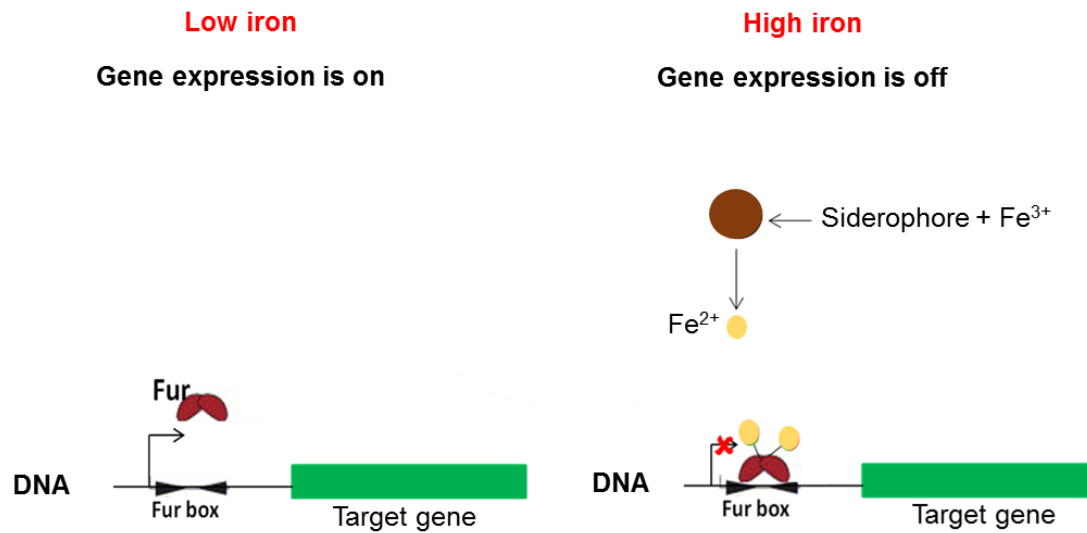 Low iron
Gene expression is on
Fur
DNA
Fur box
Target gene
High iron
Gene expression is off
Siderophore + Fe³⁺
Fe²⁺
DNA
Fur box
Target gene